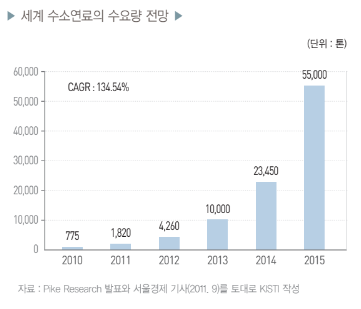 ▶ 세계 수소연료의 수요량 전망 ▶
(단위 : 톤)
60,000
CAGR : 134.54%
55,000
50,000
40,000
30,000
23,450
20,000
10,000
10,000
4,260
1,820
775
0
2010 2011 2012 2013 2014 2015
자료 : Pike Research 발표와 서울경제 기사(2011. 9)를 토대로 KISTI 작성